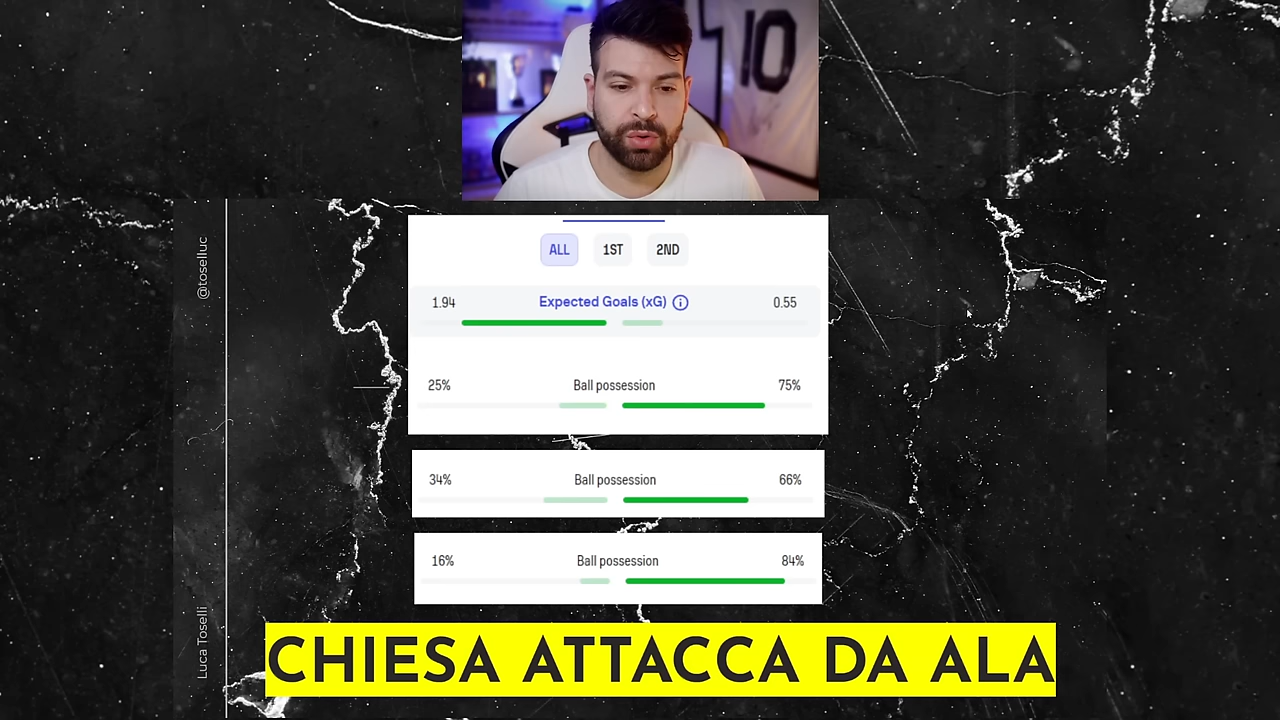 10
@toselluc
ALL 1ST 2ND
1.94 Expected Goals (xG) i 0.55
25% Ball possession 75%
34% Ball possession 66%
16% Ball possession 84%
Luca Toselli
CHIESA ATTACCA DA ALA